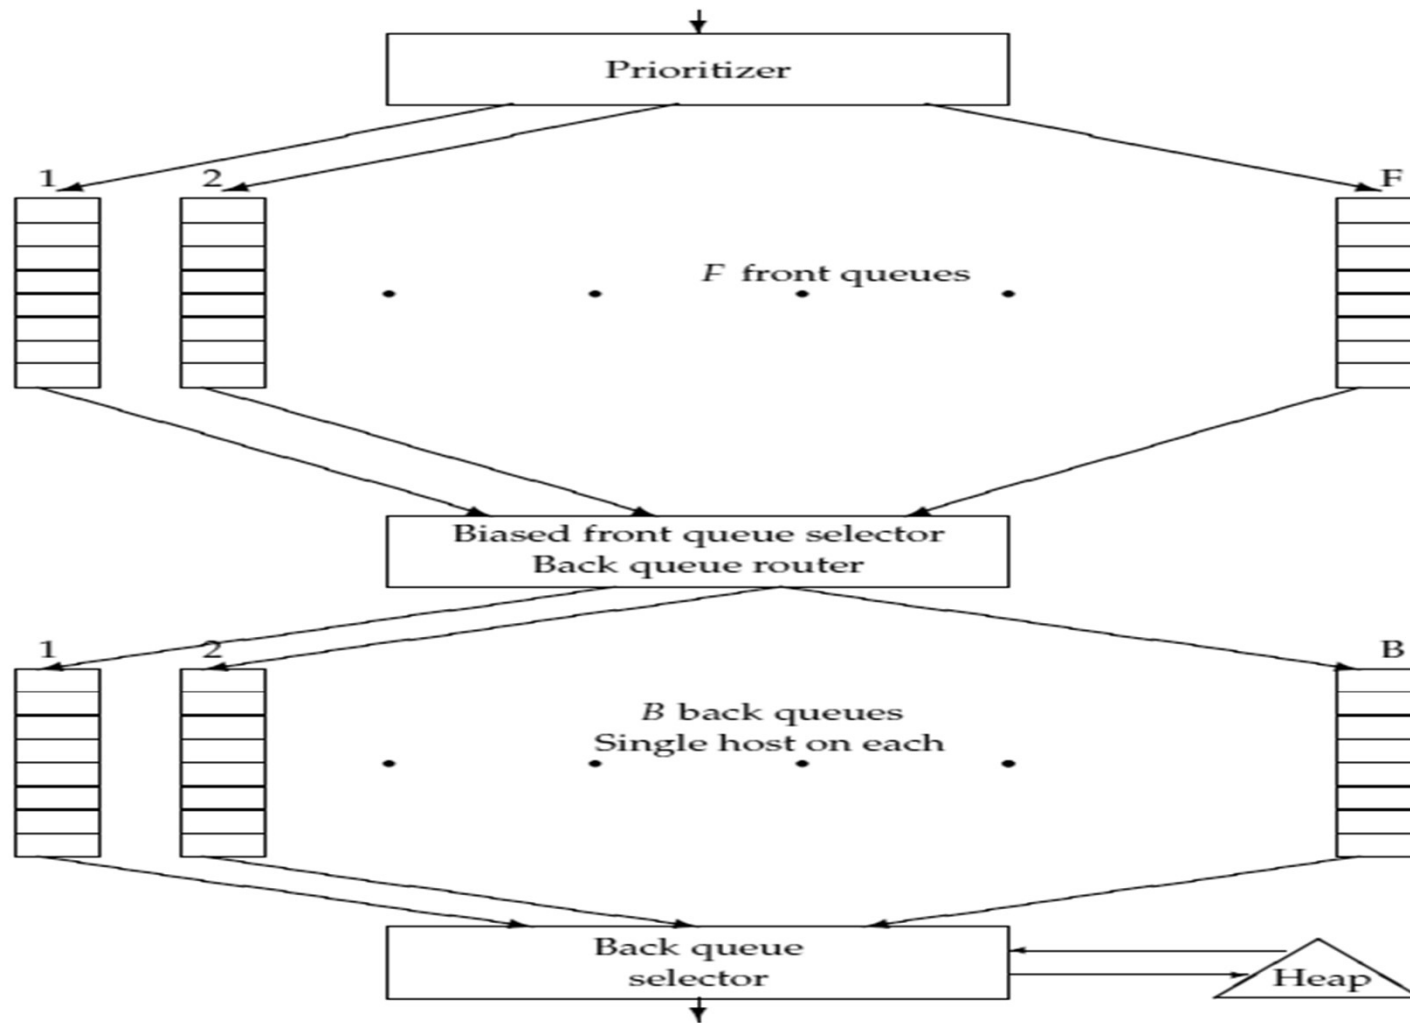 Prioritizer
1
2
F
F front queues
Biased front queue selector
Back queue router
1
2
B
B back queues
Single host on each
Back queue
selector
Heap